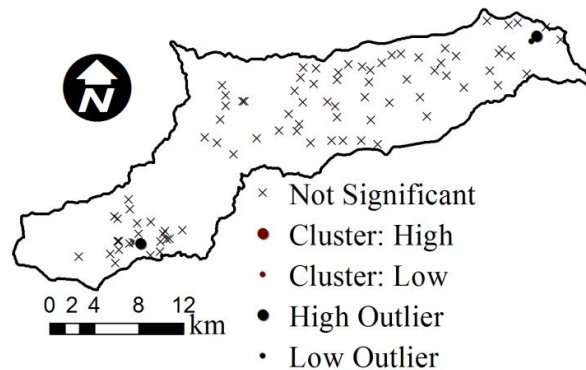 N
Not Significant
Cluster: High
Cluster: Low
High Outlier
Low Outlier
0 2 4 8 12
km